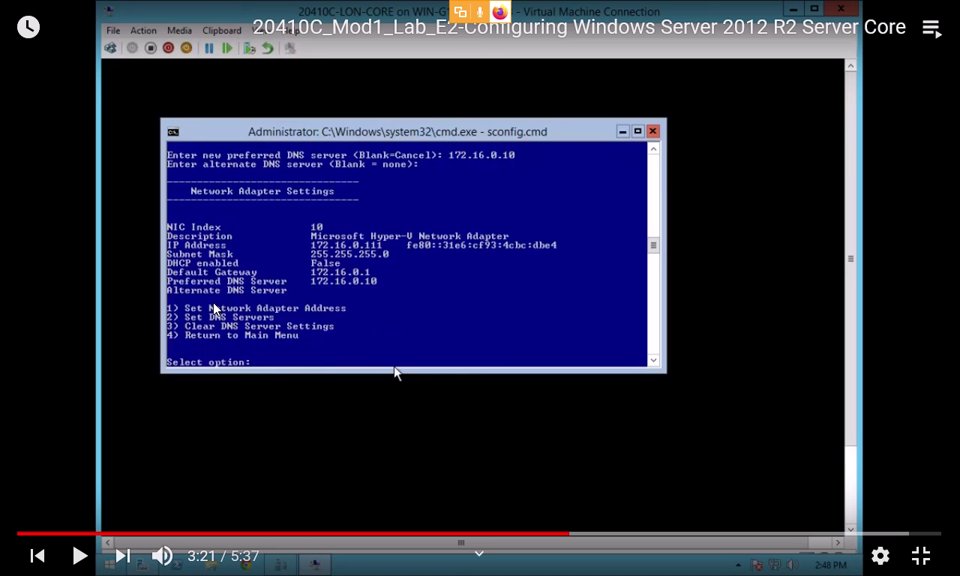 20410C-LON-CORE on WIN-G
- Virtual Machine Connection
20410C_Mod1_Lab_E2-Configuring Windows Server 2012 R2 Server Core
File Action Media Clipboard
Administrator: C:\Windows\system32\cmd.exe - sconfig.cmd
Enter new preferred DNS server (Blank=Cancel): 172.16.0.10
Enter alternate DNS server (Blank = none):
Network Adapter Settings
NIC Index 10
Description Microsoft Hyper-V Network Adapter
IP Address 172.16.0.111 fe80::31e6:cf93:4cbc:dbe4
Subnet Mask 255.255.255.0
DHCP enabled False
Default Gateway 172.16.0.1
Preferred DNS Server 172.16.0.10
Alternate DNS Server
1) Set Network Adapter Address
2) Set DNS Servers
3) Clear DNS Server Settings
4) Return to Main Menu
Select option:
3:21 / 5:37
2:48 PM